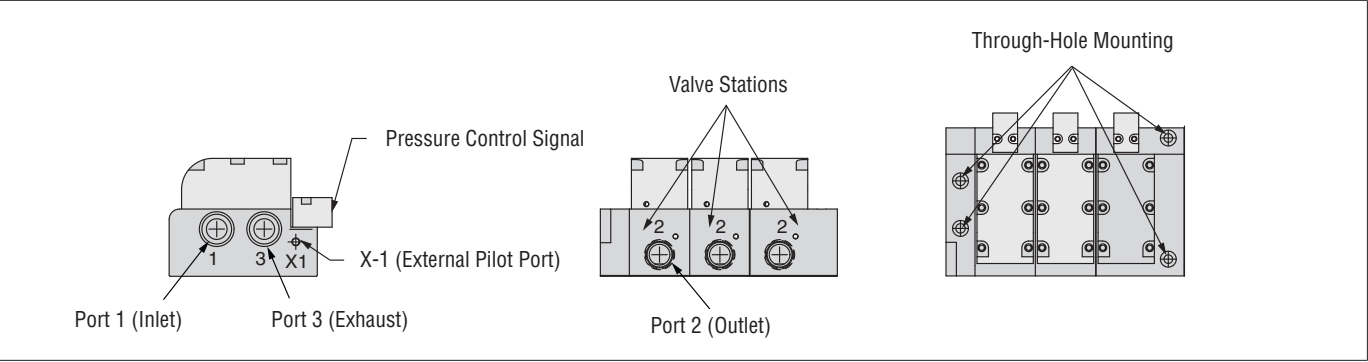 Through-Hole Mounting
Valve Stations
Pressure Control Signal
2 2 2
1 3 X1
X-1 (External Pilot Port)
Port 1 (Inlet)
Port 3 (Exhaust)
Port 2 (Outlet)